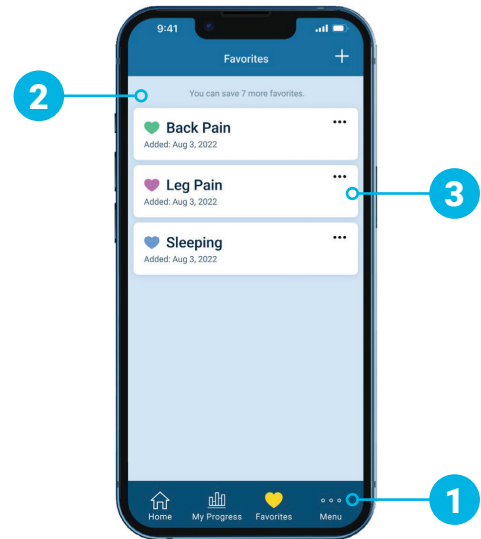 9:41
Favorites
2
You can save 7 more favorites.
Back Pain
Added: Aug 3, 2022
Leg Pain
Added: Aug 3, 2022
3
Sleeping
Added: Aug 3, 2022
Home My Progress Favorites Menu
1